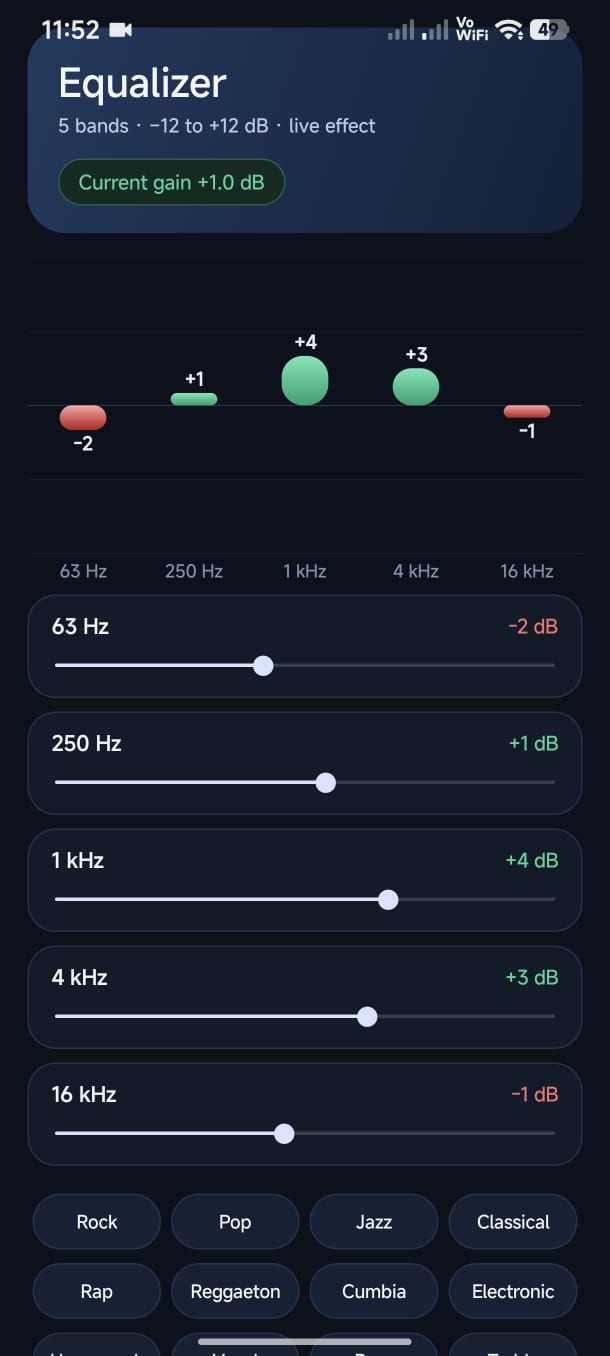 11:52
Vo
WiFi
49
Equalizer
5 bands · −12 to +12 dB · live effect
Current gain +1.0 dB
+4
+3
+1
−2
−1
63 Hz 250 Hz 1 kHz 4 kHz 16 kHz
63 Hz −2 dB
250 Hz +1 dB
1 kHz +4 dB
4 kHz +3 dB
16 kHz −1 dB
Rock Pop Jazz Classical
Rap Reggaeton Cumbia Electronic